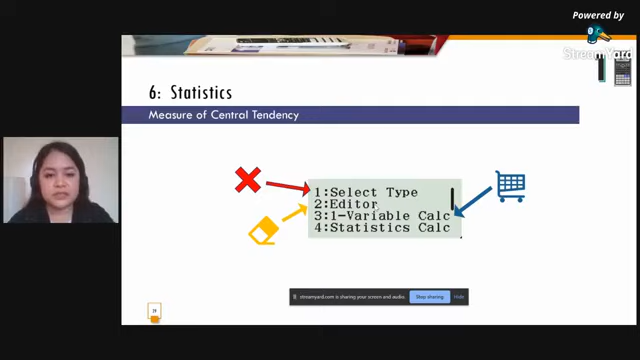 Powered by
StreamYard
6: Statistics
Measure of Central Tendency
1:Select Type
2:Editor
3:1-Variable Calc
4:Statistics Calc
streamyard.com is sharing your screen and audio.
Stop sharing
Hide